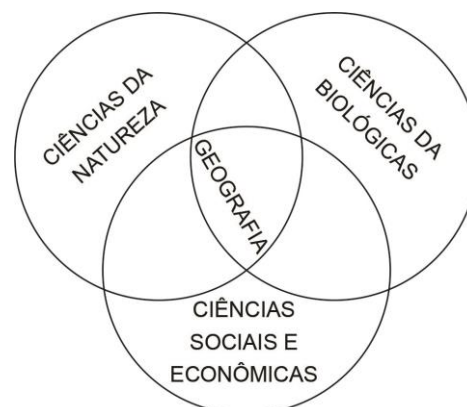 CIÊNCIAS DA
NATUREZA
CIÊNCIAS DA
BIOLÓGICAS
GEOGRAFIA
CIÊNCIAS
SOCIAIS E
ECONÔMICAS